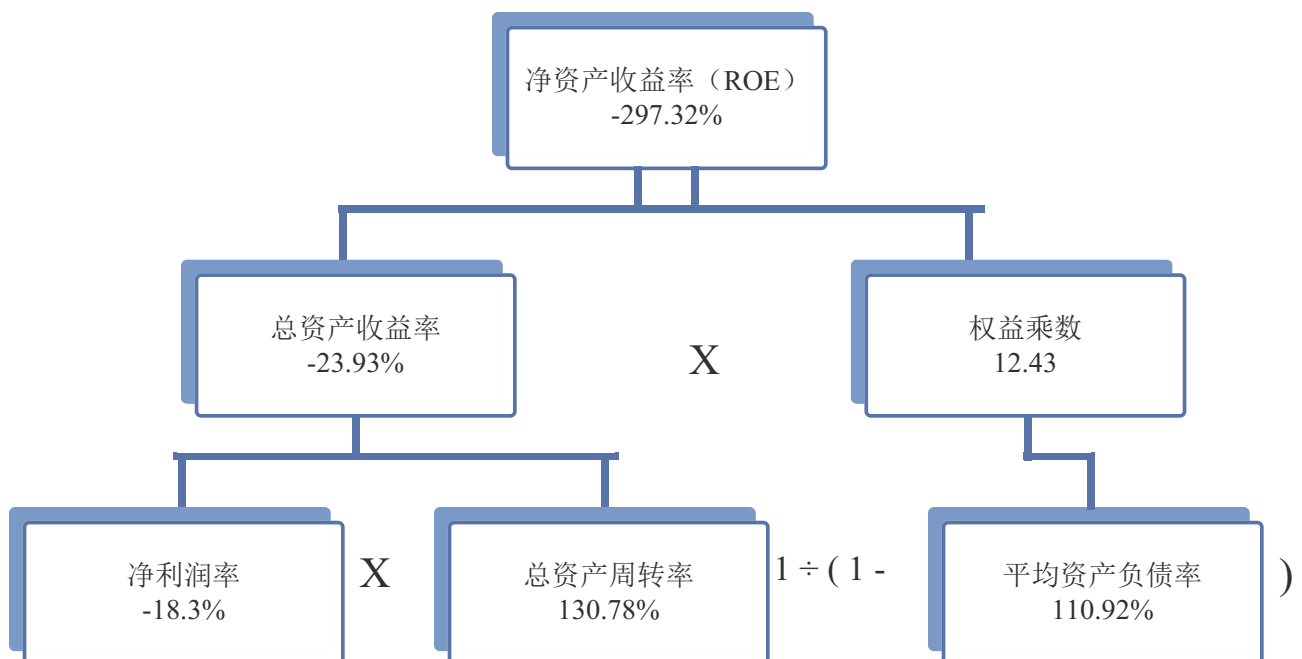 净资产收益率（ROE）
-297.32%
总资产收益率
-23.93%
X
权益乘数
12.43
净利润率
-18.3%
X
总资产周转率
130.78%
1 ÷ ( 1 -
平均资产负债率
110.92%
)